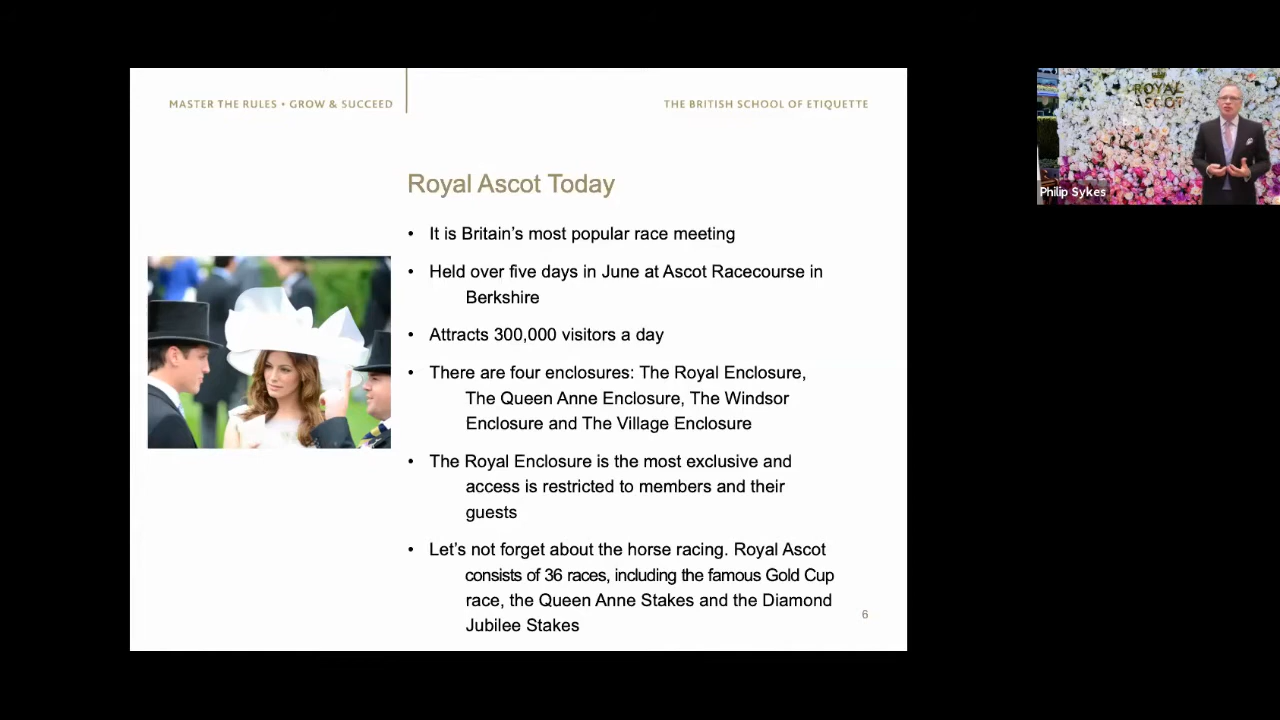 MASTER THE RULES • GROW & SUCCEED
THE BRITISH SCHOOL OF ETIQUETTE
Royal Ascot Today
• It is Britain's most popular race meeting
• Held over five days in June at Ascot Racecourse in
Berkshire
• Attracts 300,000 visitors a day
• There are four enclosures: The Royal Enclosure,
The Queen Anne Enclosure, The Windsor
Enclosure and The Village Enclosure
• The Royal Enclosure is the most exclusive and
access is restricted to members and their
guests
• Let's not forget about the horse racing. Royal Ascot
consists of 36 races, including the famous Gold Cup
race, the Queen Anne Stakes and the Diamond
Jubilee Stakes
6
ROYAL
ASCOT
Philip Sykes